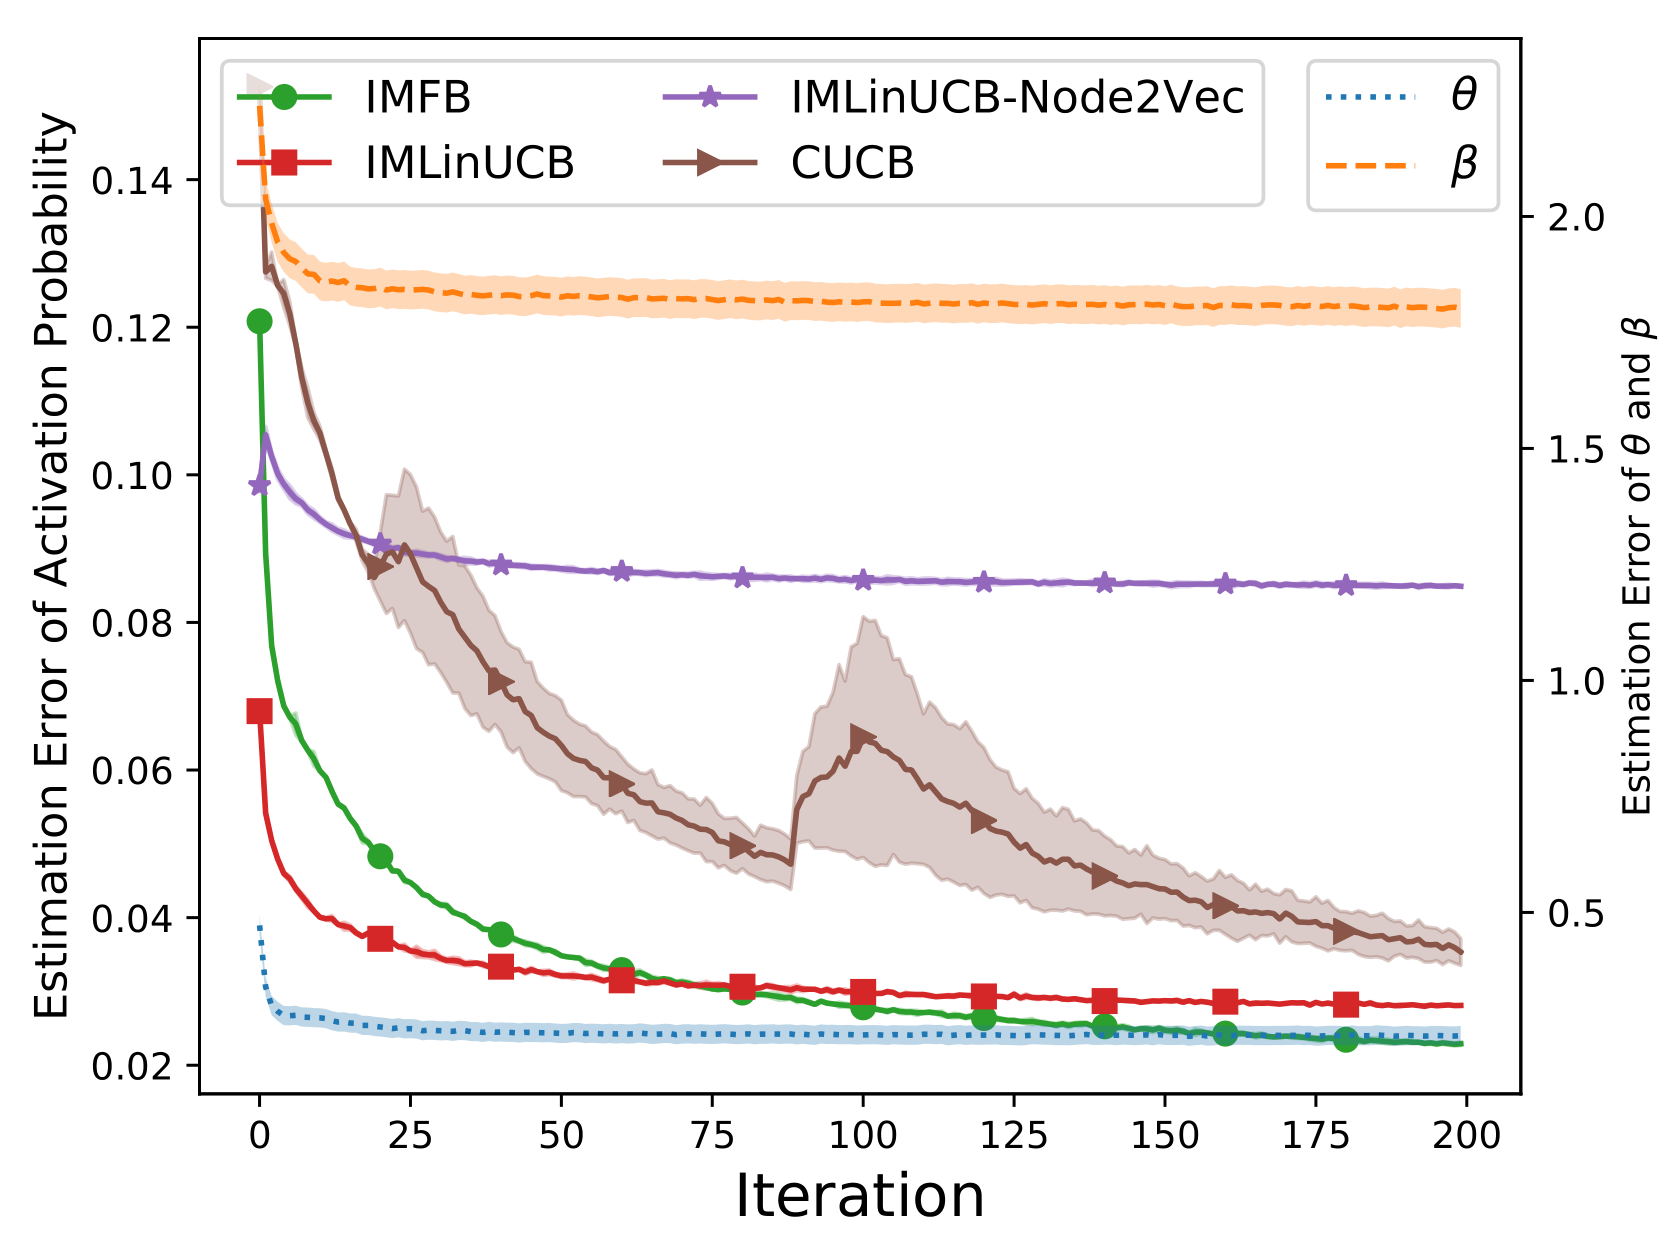 IMFB
IMLinUCB
IMLinUCB-Node2Vec
CUCB
θ
β
Estimation Error of Activation Probability
0.14
0.12
0.10
0.08
0.06
0.04
0.02
2.0
1.5
1.0
0.5
Estimation Error of θ and β
0 25 50 75 100 125 150 175 200
Iteration